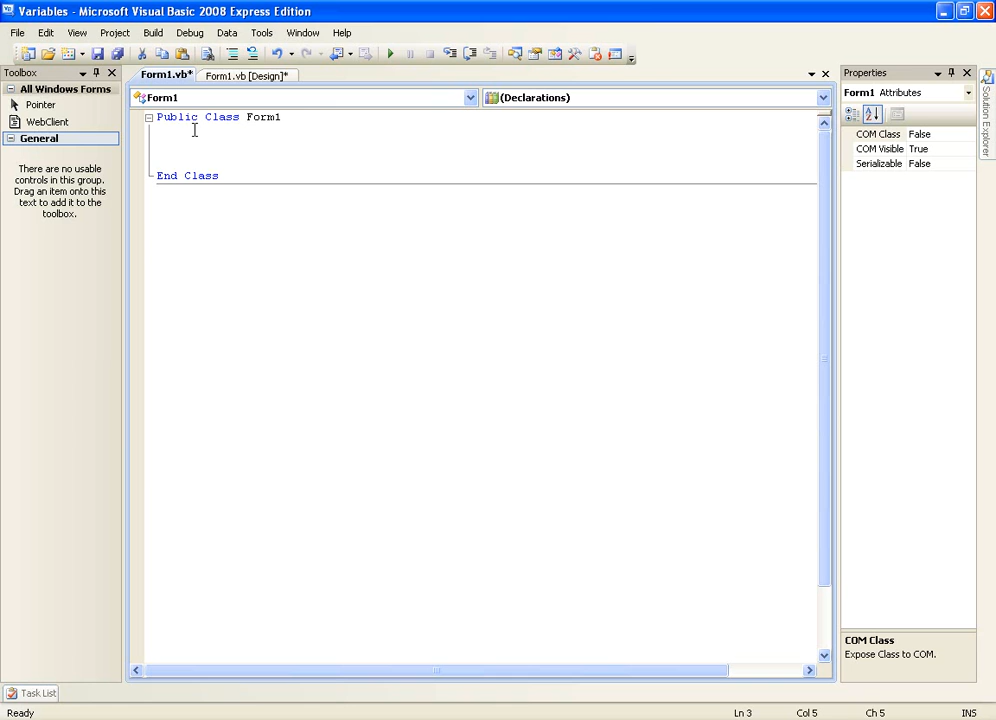 Variables - Microsoft Visual Basic 2008 Express Edition
File Edit View Project Build Debug Data Tools Window Help
Toolbox
Form1.vb* Form1.vb [Design]*
Properties
All Windows Forms
Form1 (Declarations)
Form1 Attributes
Pointer
WebClient
General
There are no usable
controls in this group.
Drag an item onto this
text to add it to the
toolbox.
Public Class Form1
End Class
COM Class False
COM Visible True
Serializable False
Solution Explorer
COM Class
Expose Class to COM.
Task List
Ready Ln 3 Col 5 Ch 5 INS